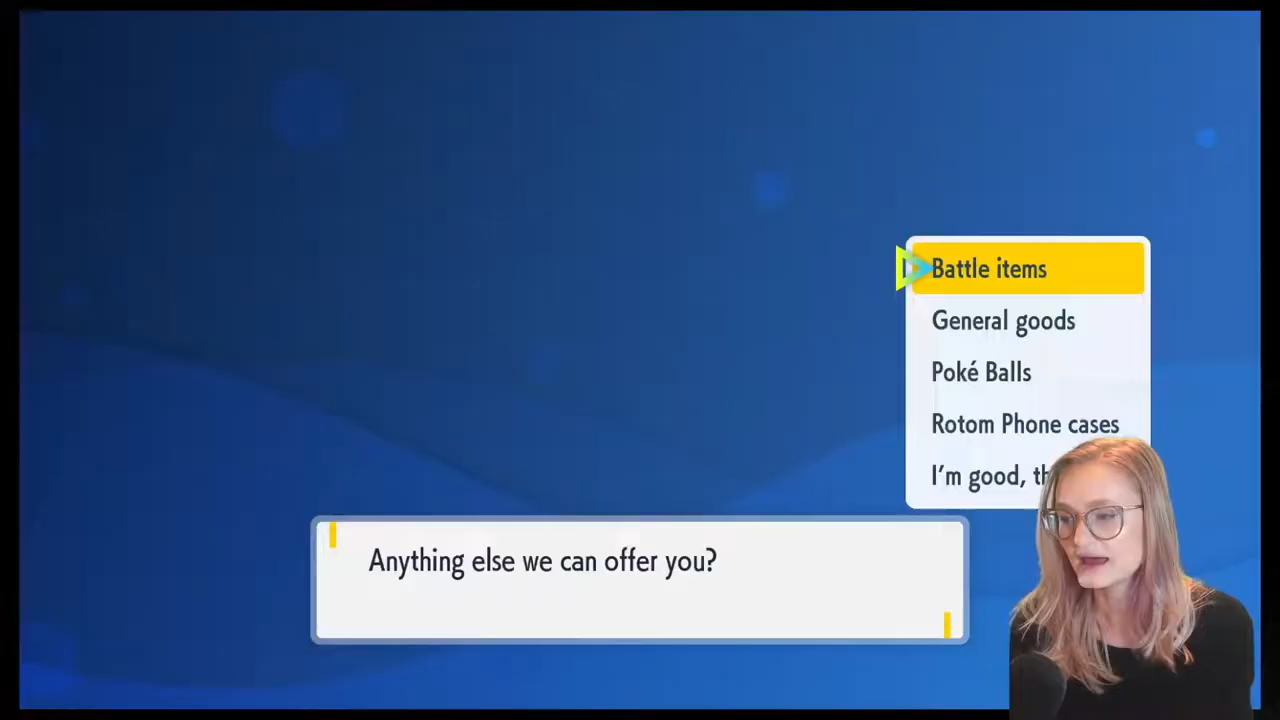 Battle items
General goods
Poké Balls
Rotom Phone cases
I'm good,
Anything else we can offer you?